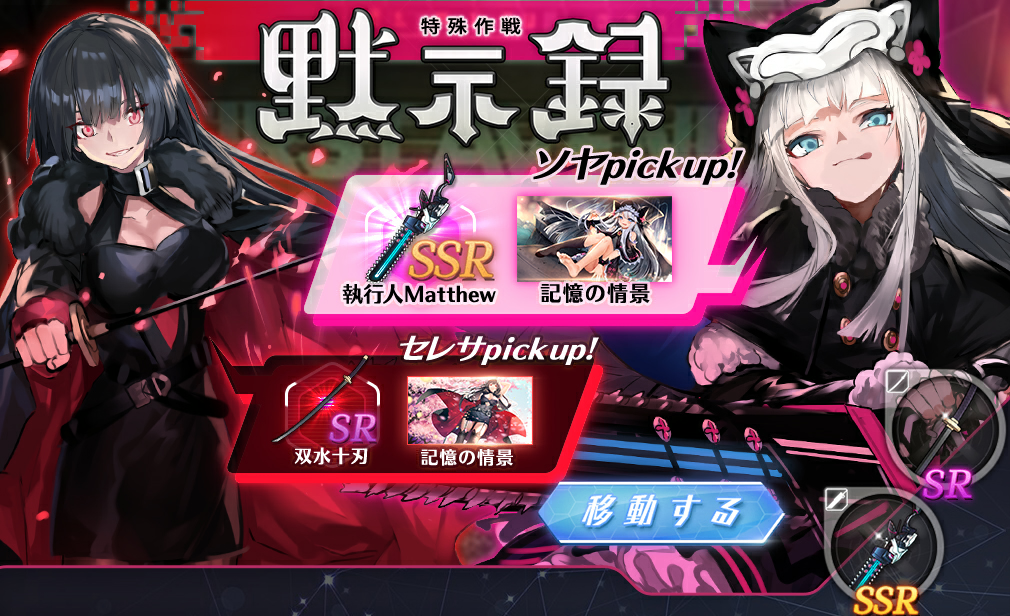 特殊作戦
黙示録
ソヤpickup!
SSR
執行人Matthew
記憶の情景
セレサpickup!
SR
双水十刃
記憶の情景
移動する
SR
SSR